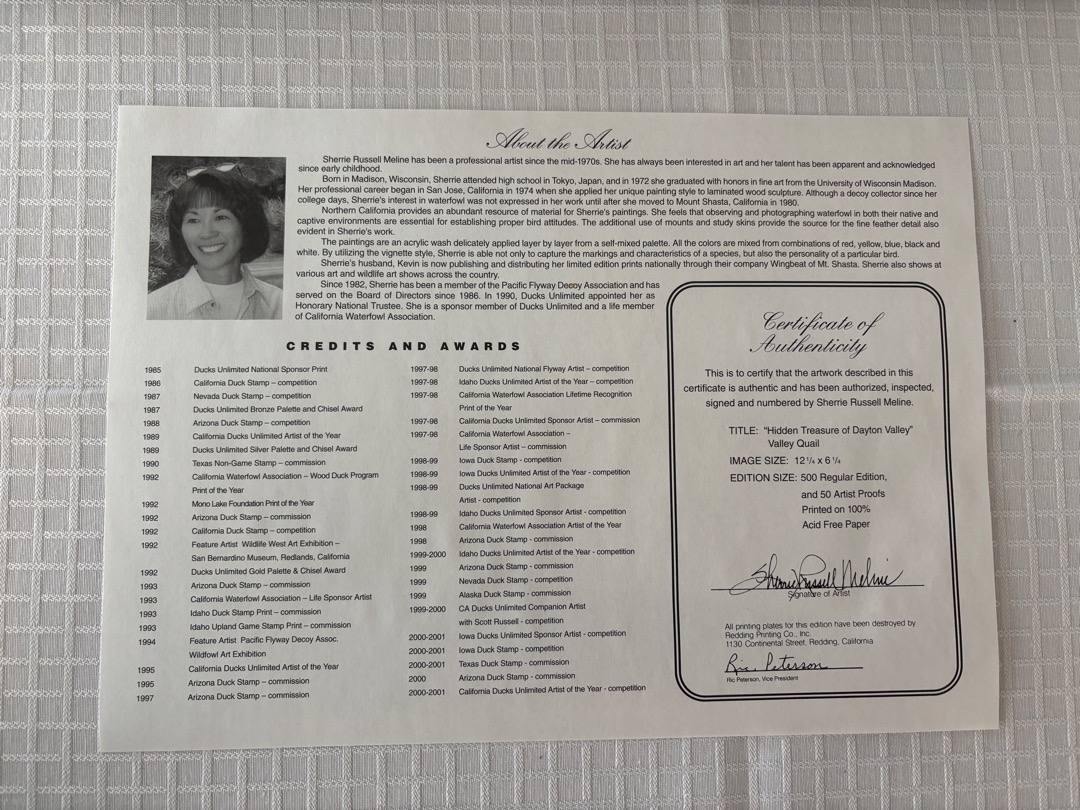 About the Artist
Sherrie Russell Meline has been a professional artist since the mid-1970s. She has always been interested in art and her talent has been apparent and acknowledged
since early childhood.
Born in Madison, Wisconsin, Sherrie attended high school in Tokyo, Japan, and in 1972 she graduated with honors in fine art from the University of Wisconsin Madison.
Her professional career began in San Jose, California in 1974 when she applied her unique painting style to laminated wood sculpture. Although a decoy collector since her
college days, Sherrie's interest in waterfowl was not expressed in her work until after she moved to Mount Shasta, California in 1980.
Northern California provides an abundant resource of material for Sherrie's paintings. She feels that observing and photographing waterfowl in both their native and
captive environments are essential for establishing proper bird attitudes. The additional use of mounts and study skins provide the source for the fine feather detail also
evident in Sherrie's work.
The paintings are an acrylic wash delicately applied layer by layer from a self-mixed palette. All the colors are mixed from combinations of red, yellow, blue, black and
white. By utilizing the vignette style, Sherrie is able not only to capture the markings and characteristics of a species, but also the personality of a particular bird.
Sherrie's husband, Kevin is now publishing and distributing her limited edition prints nationally through their company Wingbeat of Mt. Shasta. Sherrie also shows at
various art and wildlife art shows across the country.
Since 1982, Sherrie has been a member of the Pacific Flyway Decoy Association and has
served on the Board of Directors since 1986. In 1990, Ducks Unlimited appointed her as
Honorary National Trustee. She is a sponsor member of Ducks Unlimited and a life member
of California Waterfowl Association.
CREDITS AND AWARDS
1985 Ducks Unlimited National Sponsor Print
1986 California Duck Stamp – competition
1987 Nevada Duck Stamp – competition
1987 Ducks Unlimited Bronze Palette and Chisel Award
1988 Arizona Duck Stamp – competition
1989 California Ducks Unlimited Artist of the Year
1989 Ducks Unlimited Silver Palette and Chisel Award
1990 Texas Non-Game Stamp – commission
1992 California Waterfowl Association – Wood Duck Program
Print of the Year
1992 Mono Lake Foundation Print of the Year
1992 Arizona Duck Stamp – commission
1992 California Duck Stamp – competition
1992 Feature Artist Wildlife West Art Exhibition –
San Bernardino Museum, Redlands, California
1992 Ducks Unlimited Gold Palette & Chisel Award
1993 Arizona Duck Stamp – commission
1993 California Waterfowl Association – Life Sponsor Artist
1993 Idaho Duck Stamp Print – commission
1993 Idaho Upland Game Stamp Print – commission
1994 Feature Artist Pacific Flyway Decoy Assoc.
Wildfowl Art Exhibition
1995 California Ducks Unlimited Artist of the Year
1995 Arizona Duck Stamp – commission
1997 Arizona Duck Stamp – commission
1997-98 Ducks Unlimited National Flyway Artist – competition
1997-98 Idaho Ducks Unlimited Artist of the Year – competition
1997-98 California Waterfowl Association Lifetime Recognition
Print of the Year
1997-98 California Ducks Unlimited Sponsor Artist – commission
1997-98 California Waterfowl Association –
Life Sponsor Artist – commission
1998-99 Iowa Duck Stamp - competition
1998-99 Iowa Ducks Unlimited Artist of the Year - competition
1998-99 Ducks Unlimited National Art Package
Artist - competition
1998-99 Idaho Ducks Unlimited Sponsor Artist - competition
1998 California Waterfowl Association Artist of the Year
1998 Arizona Duck Stamp - commission
1999-2000 Idaho Ducks Unlimited Artist of the Year - competition
1999 Arizona Duck Stamp - commission
1999 Nevada Duck Stamp - competition
1999 Alaska Duck Stamp - commission
1999-2000 CA Ducks Unlimited Companion Artist
with Scott Russell - competition
2000-2001 Iowa Ducks Unlimited Sponsor Artist - competition
2000-2001 Iowa Duck Stamp - competition
2000-2001 Texas Duck Stamp - commission
2000 Arizona Duck Stamp - commission
2000-2001 California Ducks Unlimited Artist of the Year - competition
Certificate of
Authenticity
This is to certify that the artwork described in this
certificate is authentic and has been authorized, inspected,
signed and numbered by Sherrie Russell Meline.
TITLE: "Hidden Treasure of Dayton Valley"
Valley Quail
IMAGE SIZE: 12 1/4 x 6 1/4
EDITION SIZE: 500 Regular Edition,
and 50 Artist Proofs
Printed on 100%
Acid Free Paper
Sherrie Russell Meline
Signature of Artist
All printing plates for this edition have been destroyed by
Redding Printing Co., Inc.
1130 Continental Street, Redding, California
Ric Peterson
Ric Peterson, Vice President